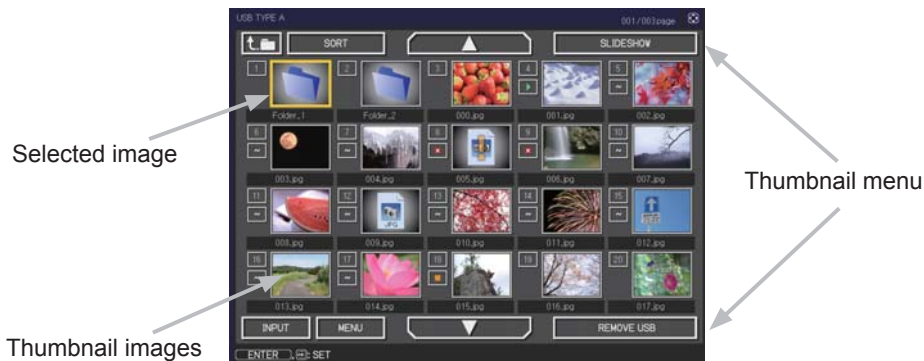 USB TYPE A 001/003page
SORT SLIDESHOW
1 2 3 4 5
Folder_1 Folder_2 000.jpg 001.jpg 002.jpg
Selected image
6 7 8 9 10
003.jpg 004.jpg 005.jpg 006.jpg 007.jpg
Thumbnail menu
11 12 13 14 15
JPG
008.jpg 009.jpg 010.jpg 011.jpg 012.jpg
16 17 18 19 20
013.jpg 014.jpg 015.jpg 016.jpg 017.jpg
INPUT MENU REMOVE USB
Thumbnail images
ENTER , : SET